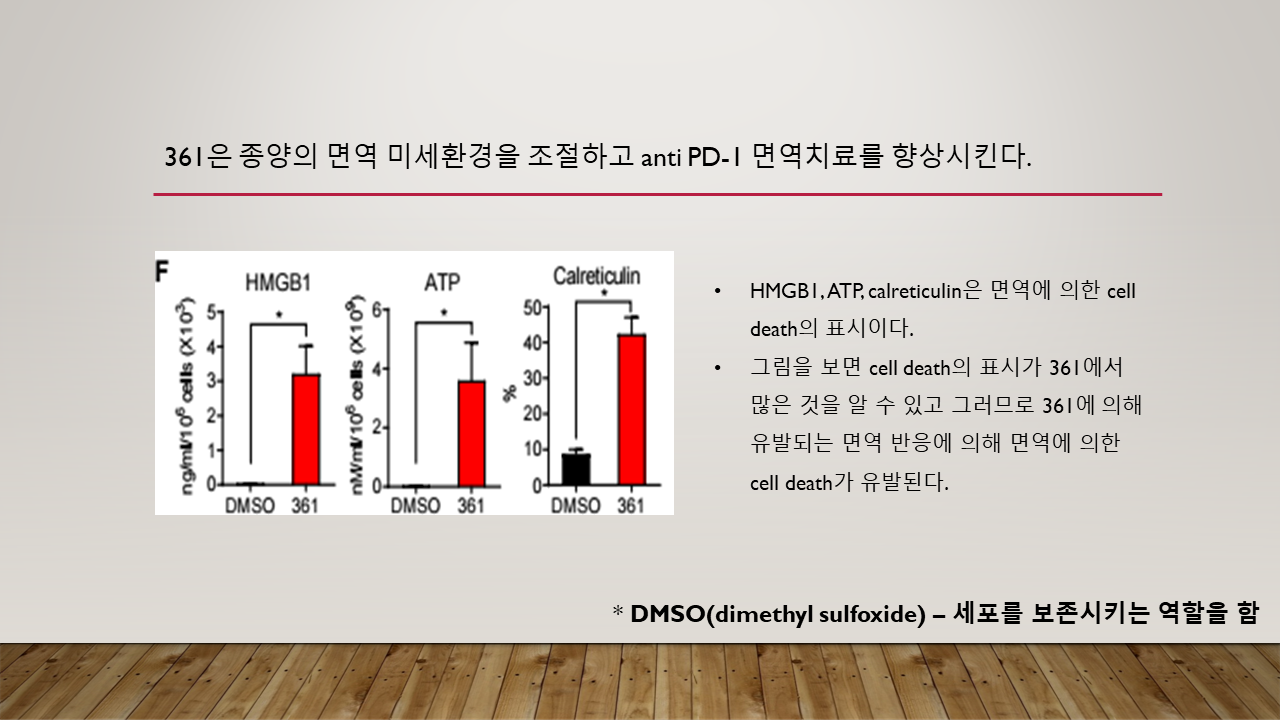 361은 종양의 면역 미세환경을 조절하고 anti PD-1 면역치료를 향상시킨다.
F
HMGB1
ng/ml/10⁶ cells (X10⁻³)
5
4
3
2
1
0
*
DMSO 361
ATP
nM/ml/10⁶ cells (X10⁻⁹)
6
4
2
0
*
DMSO 361
Calreticulin
%
50
40
30
20
10
0
*
DMSO 361
• HMGB1, ATP, calreticulin은 면역에 의한 cell
death의 표시이다.
• 그림을 보면 cell death의 표시가 361에서
많은 것을 알 수 있고 그러므로 361에 의해
유발되는 면역 반응에 의해 면역에 의한
cell death가 유발된다.
* DMSO(dimethyl sulfoxide) – 세포를 보존시키는 역할을 함